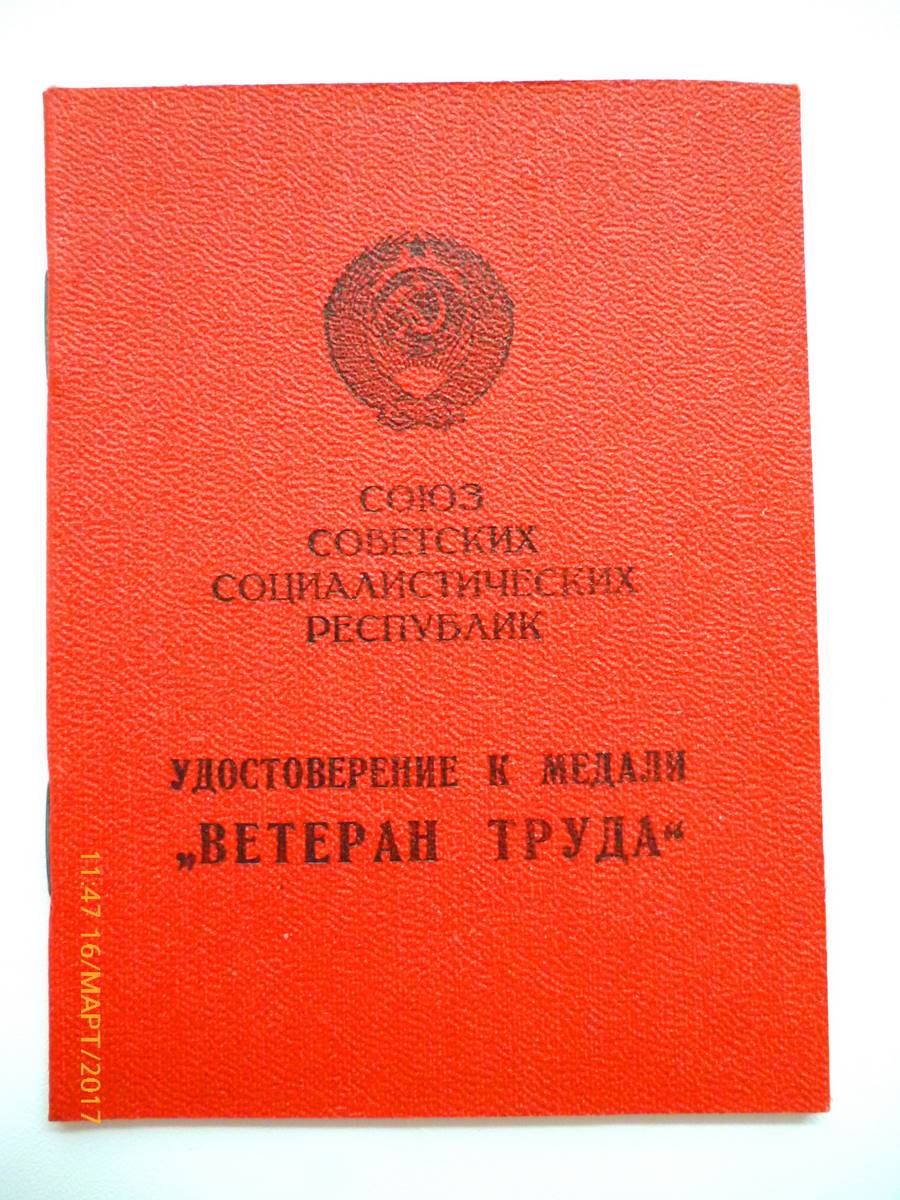 СОЮЗ
СОВЕТСКИХ
СОЦИАЛИСТИЧЕСКИХ
РЕСПУБЛИК
УДОСТОВЕРЕНИЕ К МЕДАЛИ
„ВЕТЕРАН ТРУДА“
11:47 16/МАРТ/2017